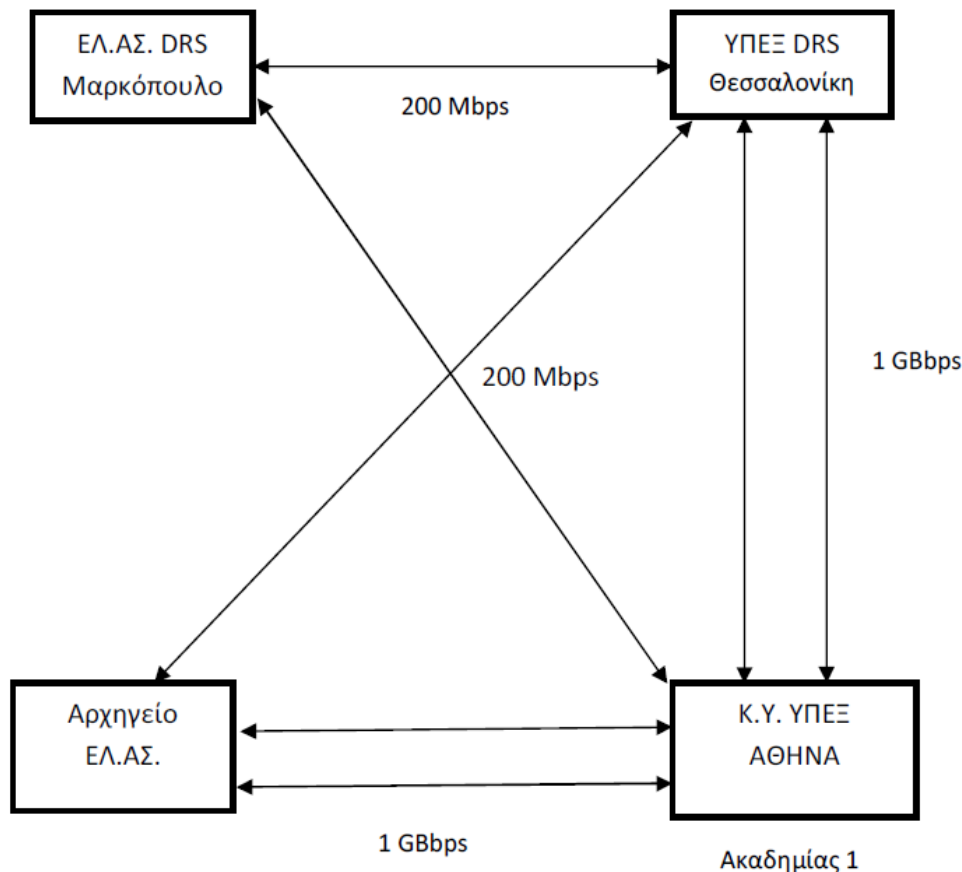 ΕΛ.ΑΣ. DRS
Μαρκόπουλο
ΥΠΕΞ DRS
Θεσσαλονίκη
200 Mbps
200 Mbps
1 GBbps
Αρχηγείο
ΕΛ.ΑΣ.
Κ.Υ. ΥΠΕΞ
ΑΘΗΝΑ
1 GBbps
Ακαδημίας 1